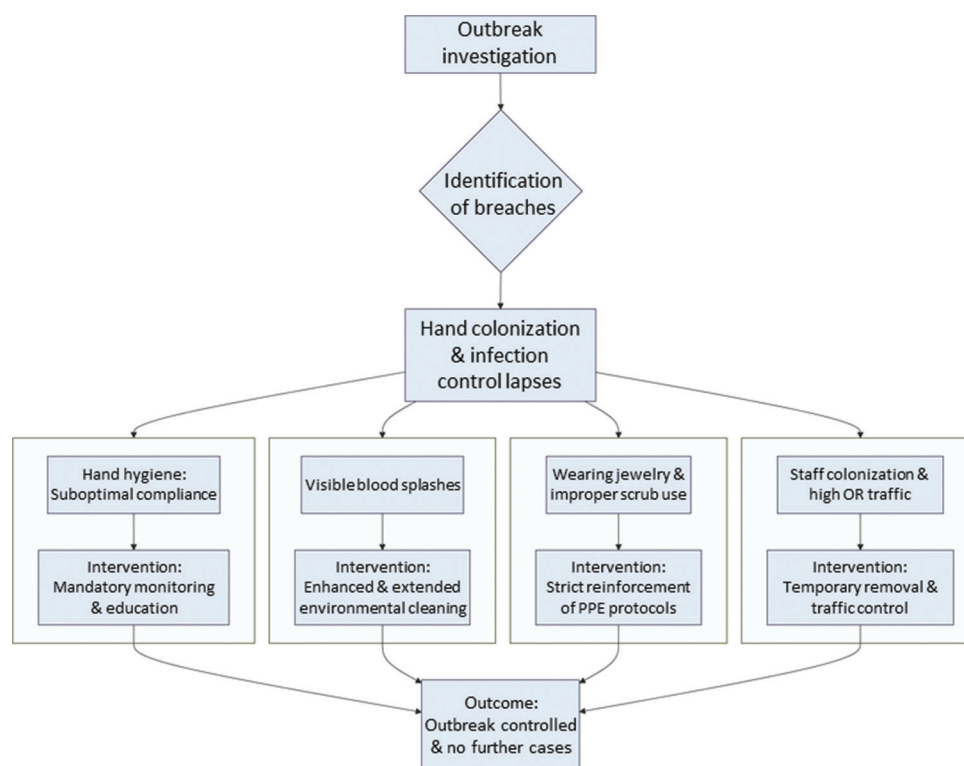 Outbreak
investigation
Identification
of breaches
Hand colonization
& infection
control lapses
Hand hygiene:
Suboptimal compliance
Visible blood splashes
Wearing jewelry &
improper scrub use
Staff colonization &
high OR traffic
Intervention:
Mandatory monitoring
& education
Intervention:
Enhanced & extended
environmental cleaning
Intervention:
Strict reinforcement
of PPE protocols
Intervention:
Temporary removal &
traffic control
Outcome:
Outbreak controlled
& no further cases